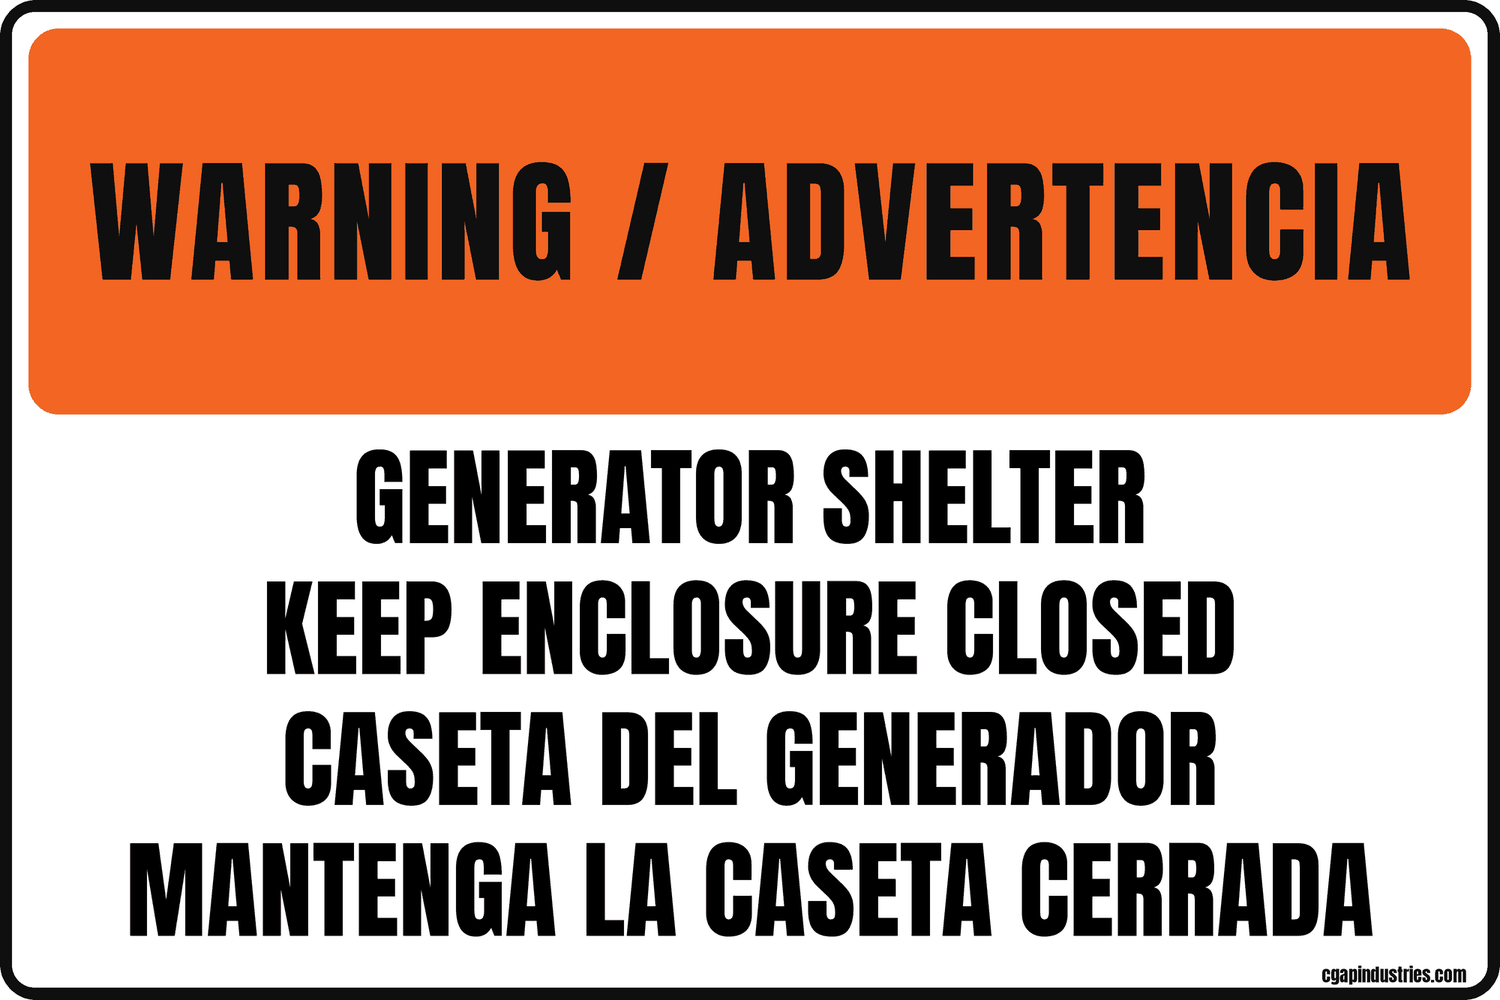 WARNING / ADVERTENCIA
GENERATOR SHELTER
KEEP ENCLOSURE CLOSED
CASETA DEL GENERADOR
MANTENGA LA CASETA CERRADA
cgapindustries.com